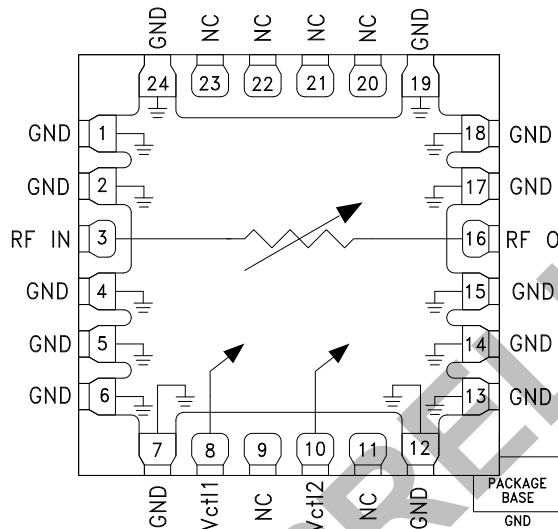 GND NC NC NC NC GND
24 23 22 21 20 19
GND 1 18 GND
GND 2 17 GND
RF IN 3 16 RF O
GND 4 15 GND
GND 5 14 GND
GND 6 13 GND
7 8 9 10 11 12
GND Vctl1 NC Vctl2 NC GND
PACKAGE
BASE
GND